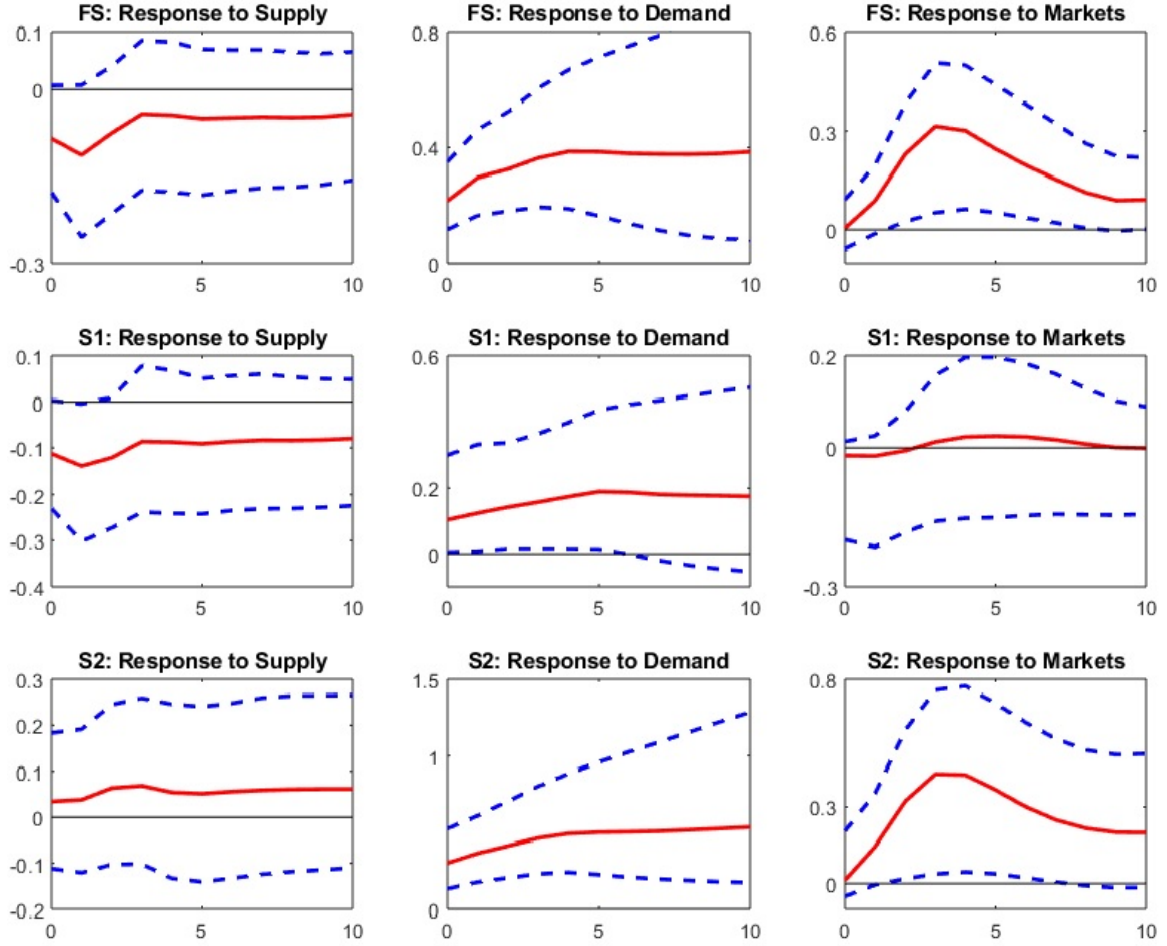 FS: Response to Supply
0.1
0
-0.3
0 5 10
FS: Response to Demand
0.8
0.4
0
0 5 10
FS: Response to Markets
0.6
0.3
0
0 5 10
S1: Response to Supply
0.1
0
-0.1
-0.2
-0.3
-0.4
0 5 10
S1: Response to Demand
0.6
0.2
0
0 5 10
S1: Response to Markets
0.2
0
-0.3
0 5 10
S2: Response to Supply
0.3
0.2
0.1
0
-0.1
-0.2
0 5 10
S2: Response to Demand
1.5
1
0
0 5 10
S2: Response to Markets
0.8
0.3
0
0 5 10